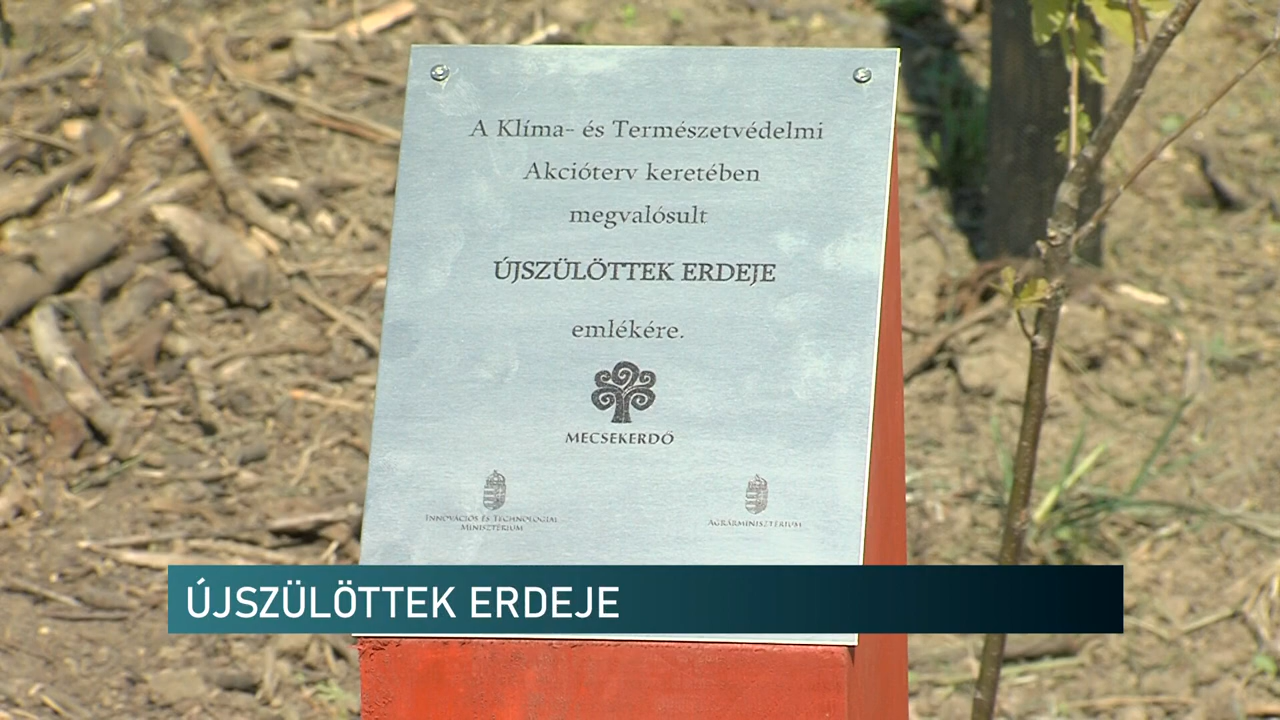 A Klíma- és Természetvédelmi
Akcióterv keretében
megvalósult
ÚJSZÜLÖTTEK ERDEJE
emlékére.
MECSEKERDŐ
INNOVÁCIÓS ÉS TECHNOLÓGIAI
MINISZTÉRIUM
AGRÁRMINISZTÉRIUM
ÚJSZÜLÖTTEK ERDEJE